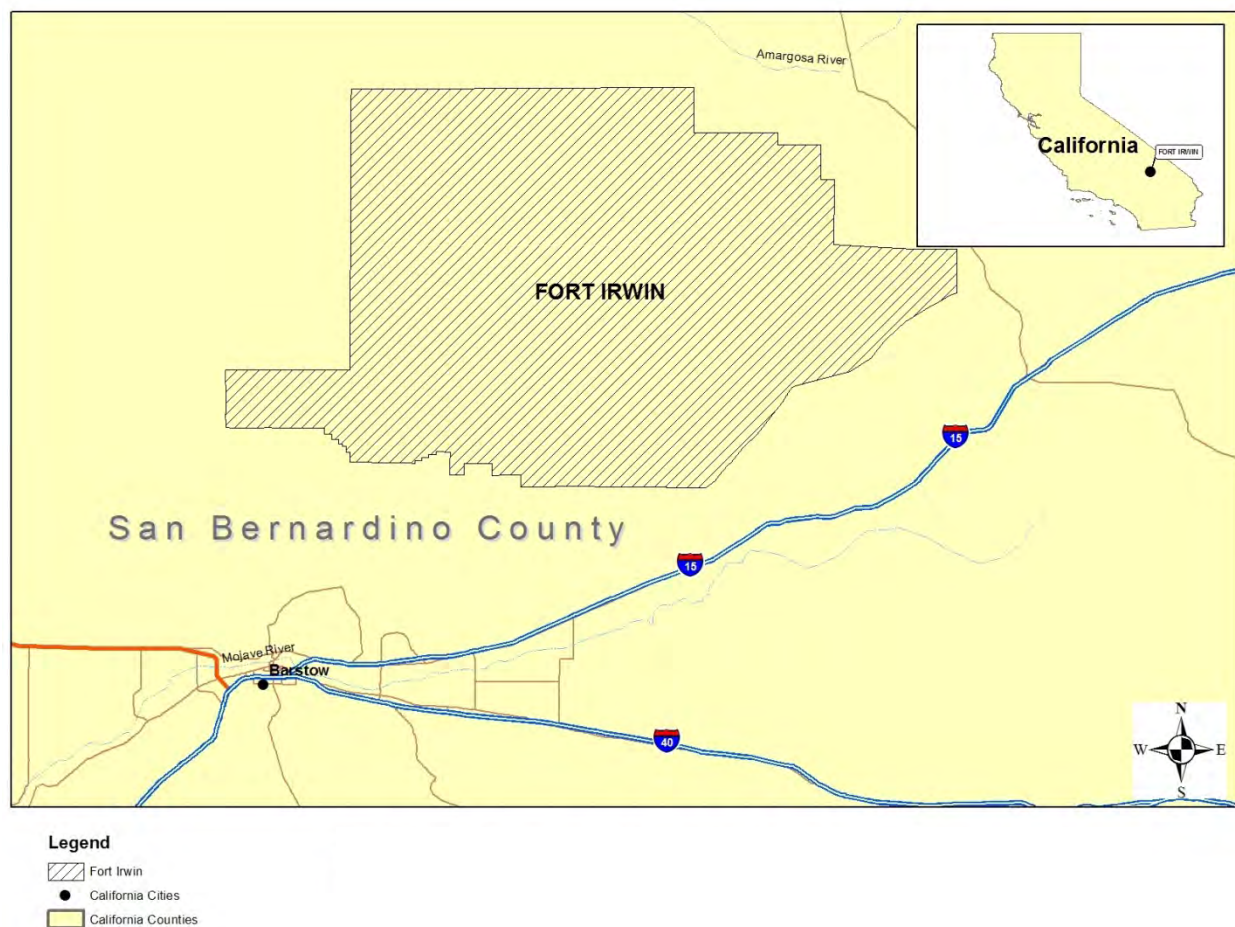 Amargosa River
California
FORT IRWIN
FORT IRWIN
15
San Bernardino County
15
Mojave River
Barstow
40
N
W E
S
Legend
Fort Irwin
California Cities
California Counties